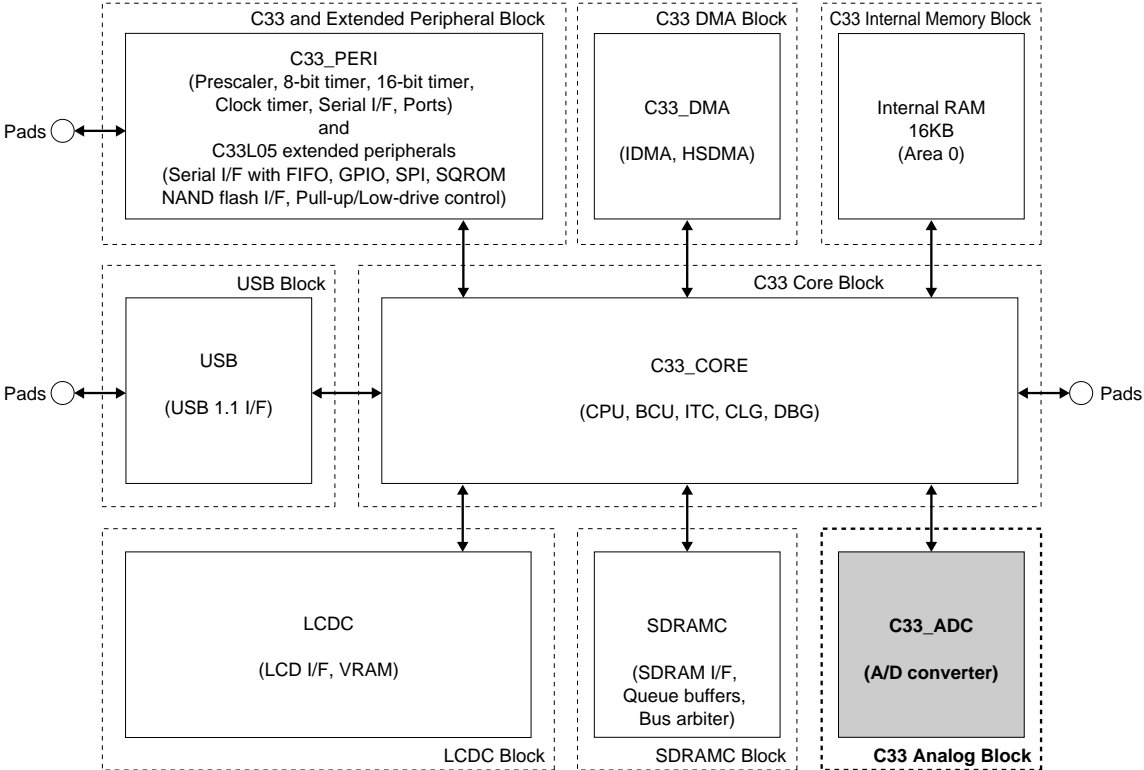 C33 and Extended Peripheral Block
C33_PERI
(Prescaler, 8-bit timer, 16-bit timer,
Clock timer, Serial I/F, Ports)
and
C33L05 extended peripherals
(Serial I/F with FIFO, GPIO, SPI, SQROM
NAND flash I/F, Pull-up/Low-drive control)
Pads
C33 DMA Block
C33_DMA
(IDMA, HSDMA)
C33 Internal Memory Block
Internal RAM
16KB
(Area 0)
USB Block
USB
(USB 1.1 I/F)
Pads
C33 Core Block
C33_CORE
(CPU, BCU, ITC, CLG, DBG)
Pads
LCDC
(LCD I/F, VRAM)
LCDC Block
SDRAMC
(SDRAM I/F,
Queue buffers,
Bus arbiter)
SDRAMC Block
C33_ADC
(A/D converter)
C33 Analog Block